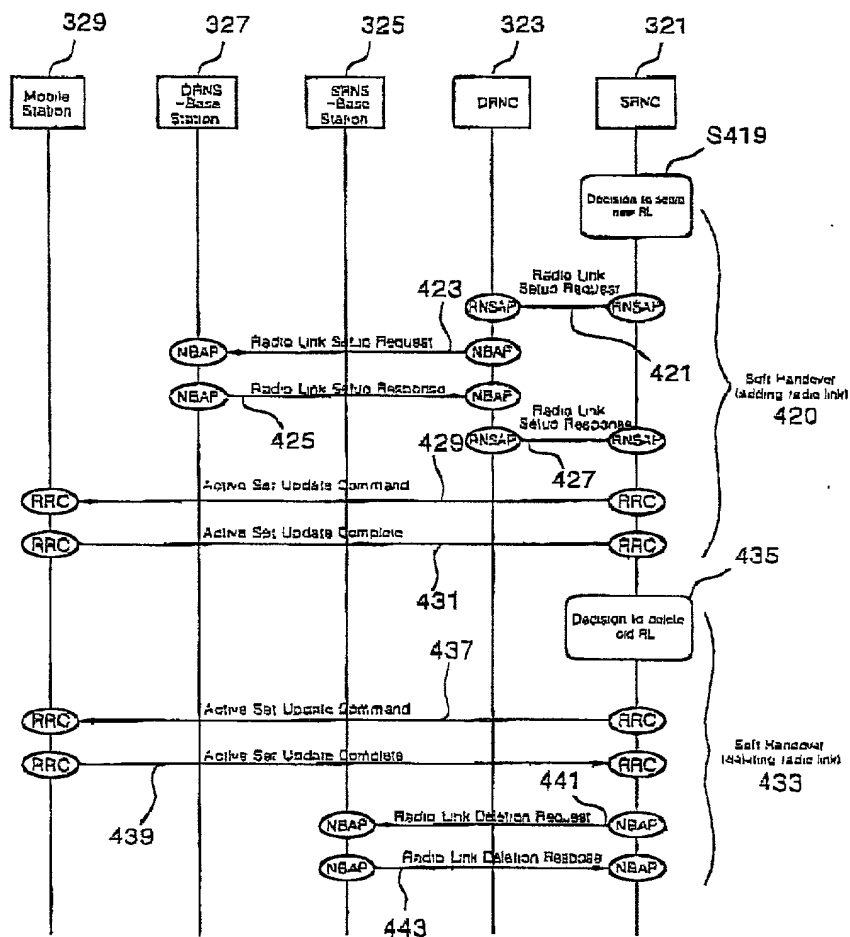 329
327
325
323
321
Mobile
Station
DRNS
-Base
Station
SRNS
-Base
Station
DRNC
SRNC
S419
Decision to setup
new RL
Radio Link
Setup Request
423
RNSAP
RNSAP
Radio Link Setup Request
NBAP
NBAP
421
Radio Link Setup Response
NBAP
NBAP
Soft Handover
(adding radio link)
420
425
Radio Link
Setup Response
429
RNSAP
RNSAP
427
Active Set Update Command
RRC
RRC
Active Set Update Complete
RRC
RRC
431
435
Decision to delete
old RL
437
Active Set Update Command
RRC
RRC
Active Set Update Complete
RRC
RRC
Soft Handover
(deleting radio link)
433
439
441
Radio Link Deletion Request
NBAP
NBAP
Radio Link Deletion Response
NBAP
NBAP
443